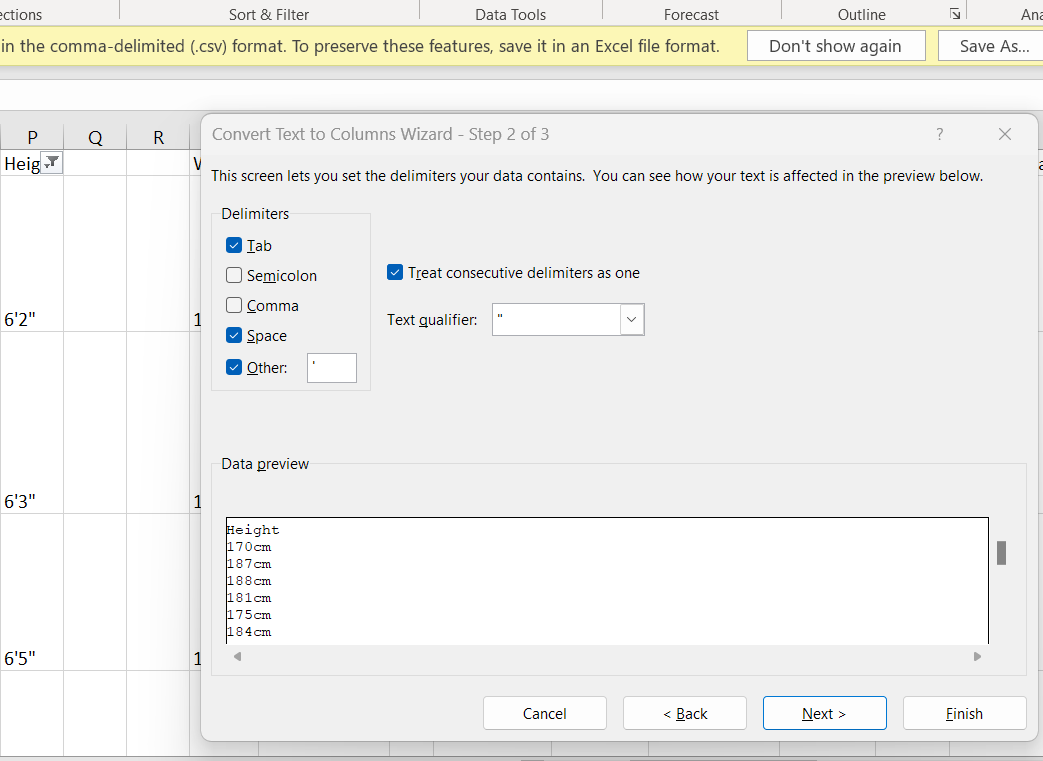 Sort & Filter Data Tools Forecast Outline
in the comma-delimited (.csv) format. To preserve these features, save it in an Excel file format. Don't show again Save As...
P Q R
Heig
Convert Text to Columns Wizard - Step 2 of 3 ?
This screen lets you set the delimiters your data contains. You can see how your text is affected in the preview below.
Delimiters
Tab
Semicolon
Comma
Space
Other: '
Treat consecutive delimiters as one
Text qualifier: "
6'2" 1
6'3" 1
6'5" 1
Data preview
Height
170cm
187cm
188cm
181cm
175cm
184cm
Cancel < Back Next > Finish